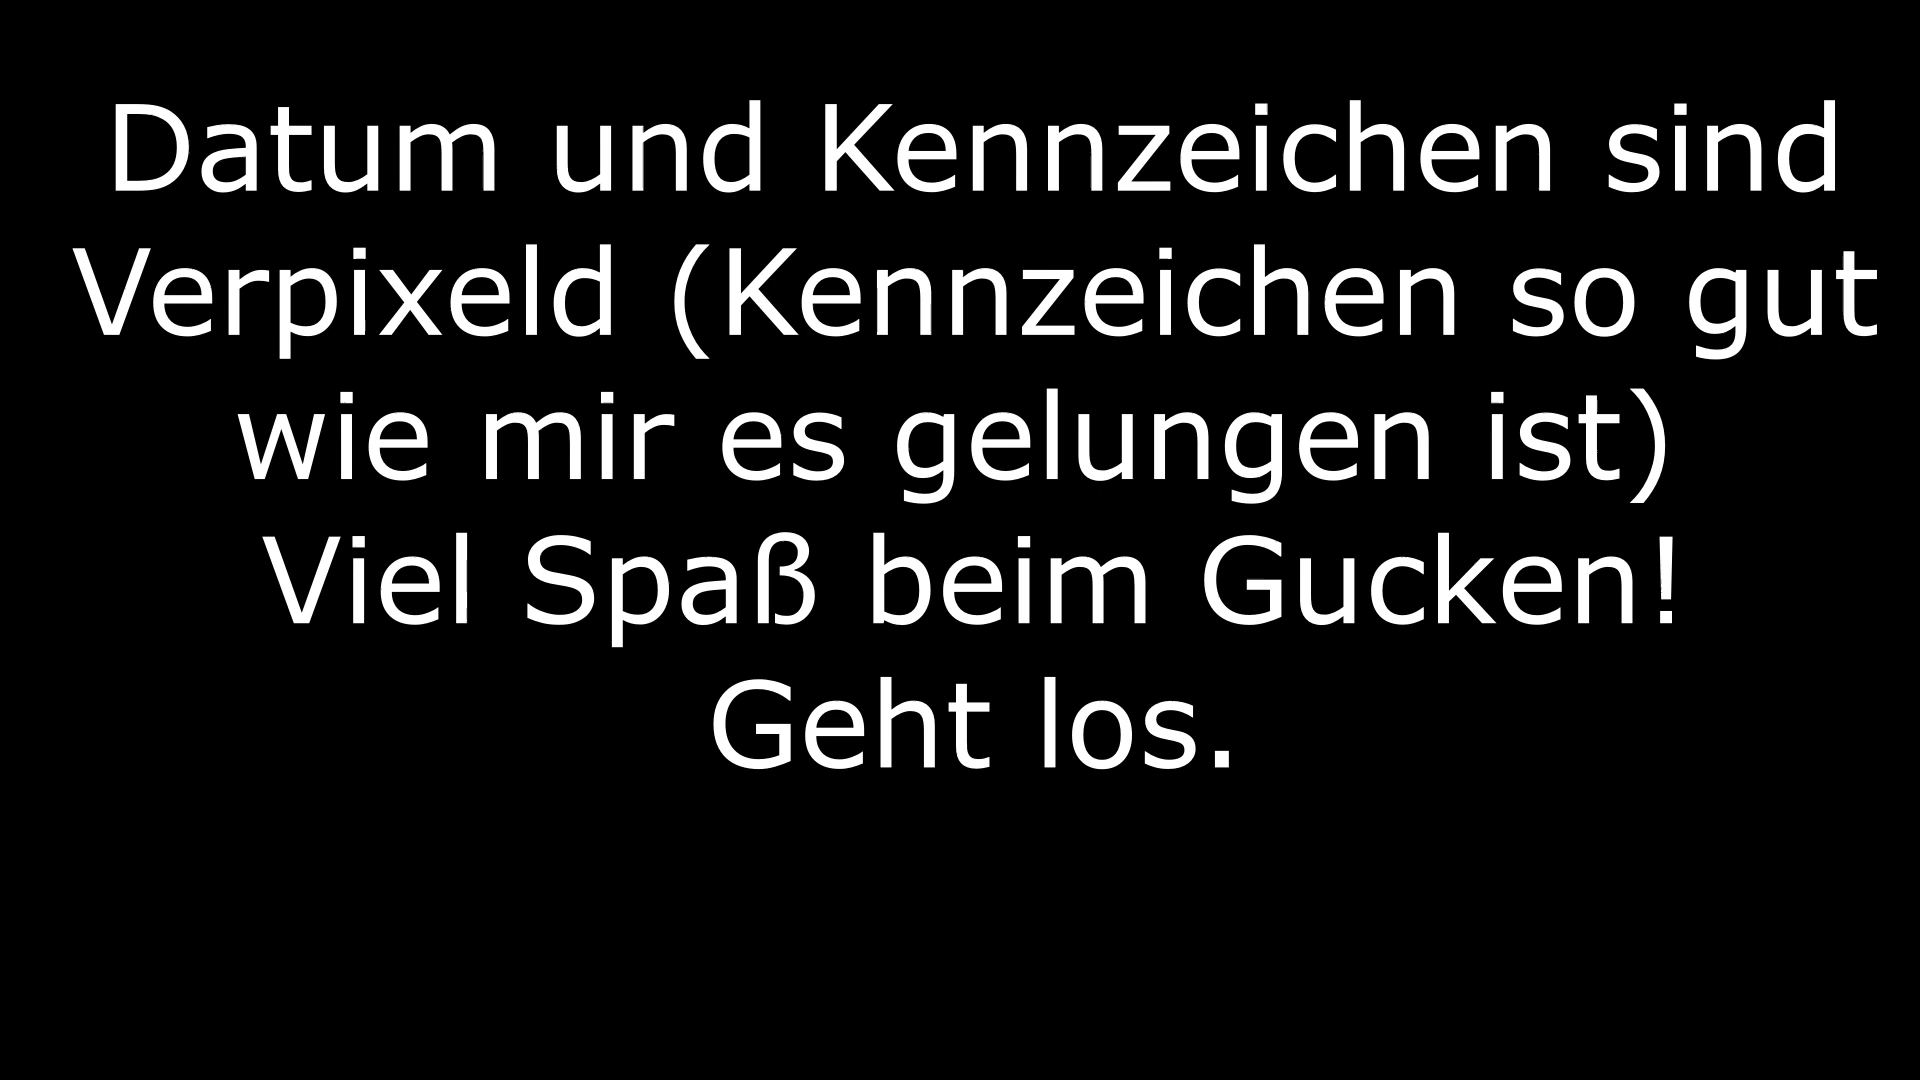 Datum und Kennzeichen sind
Verpixeld (Kennzeichen so gut
wie mir es gelungen ist)
Viel Spaß beim Gucken!
Geht los.